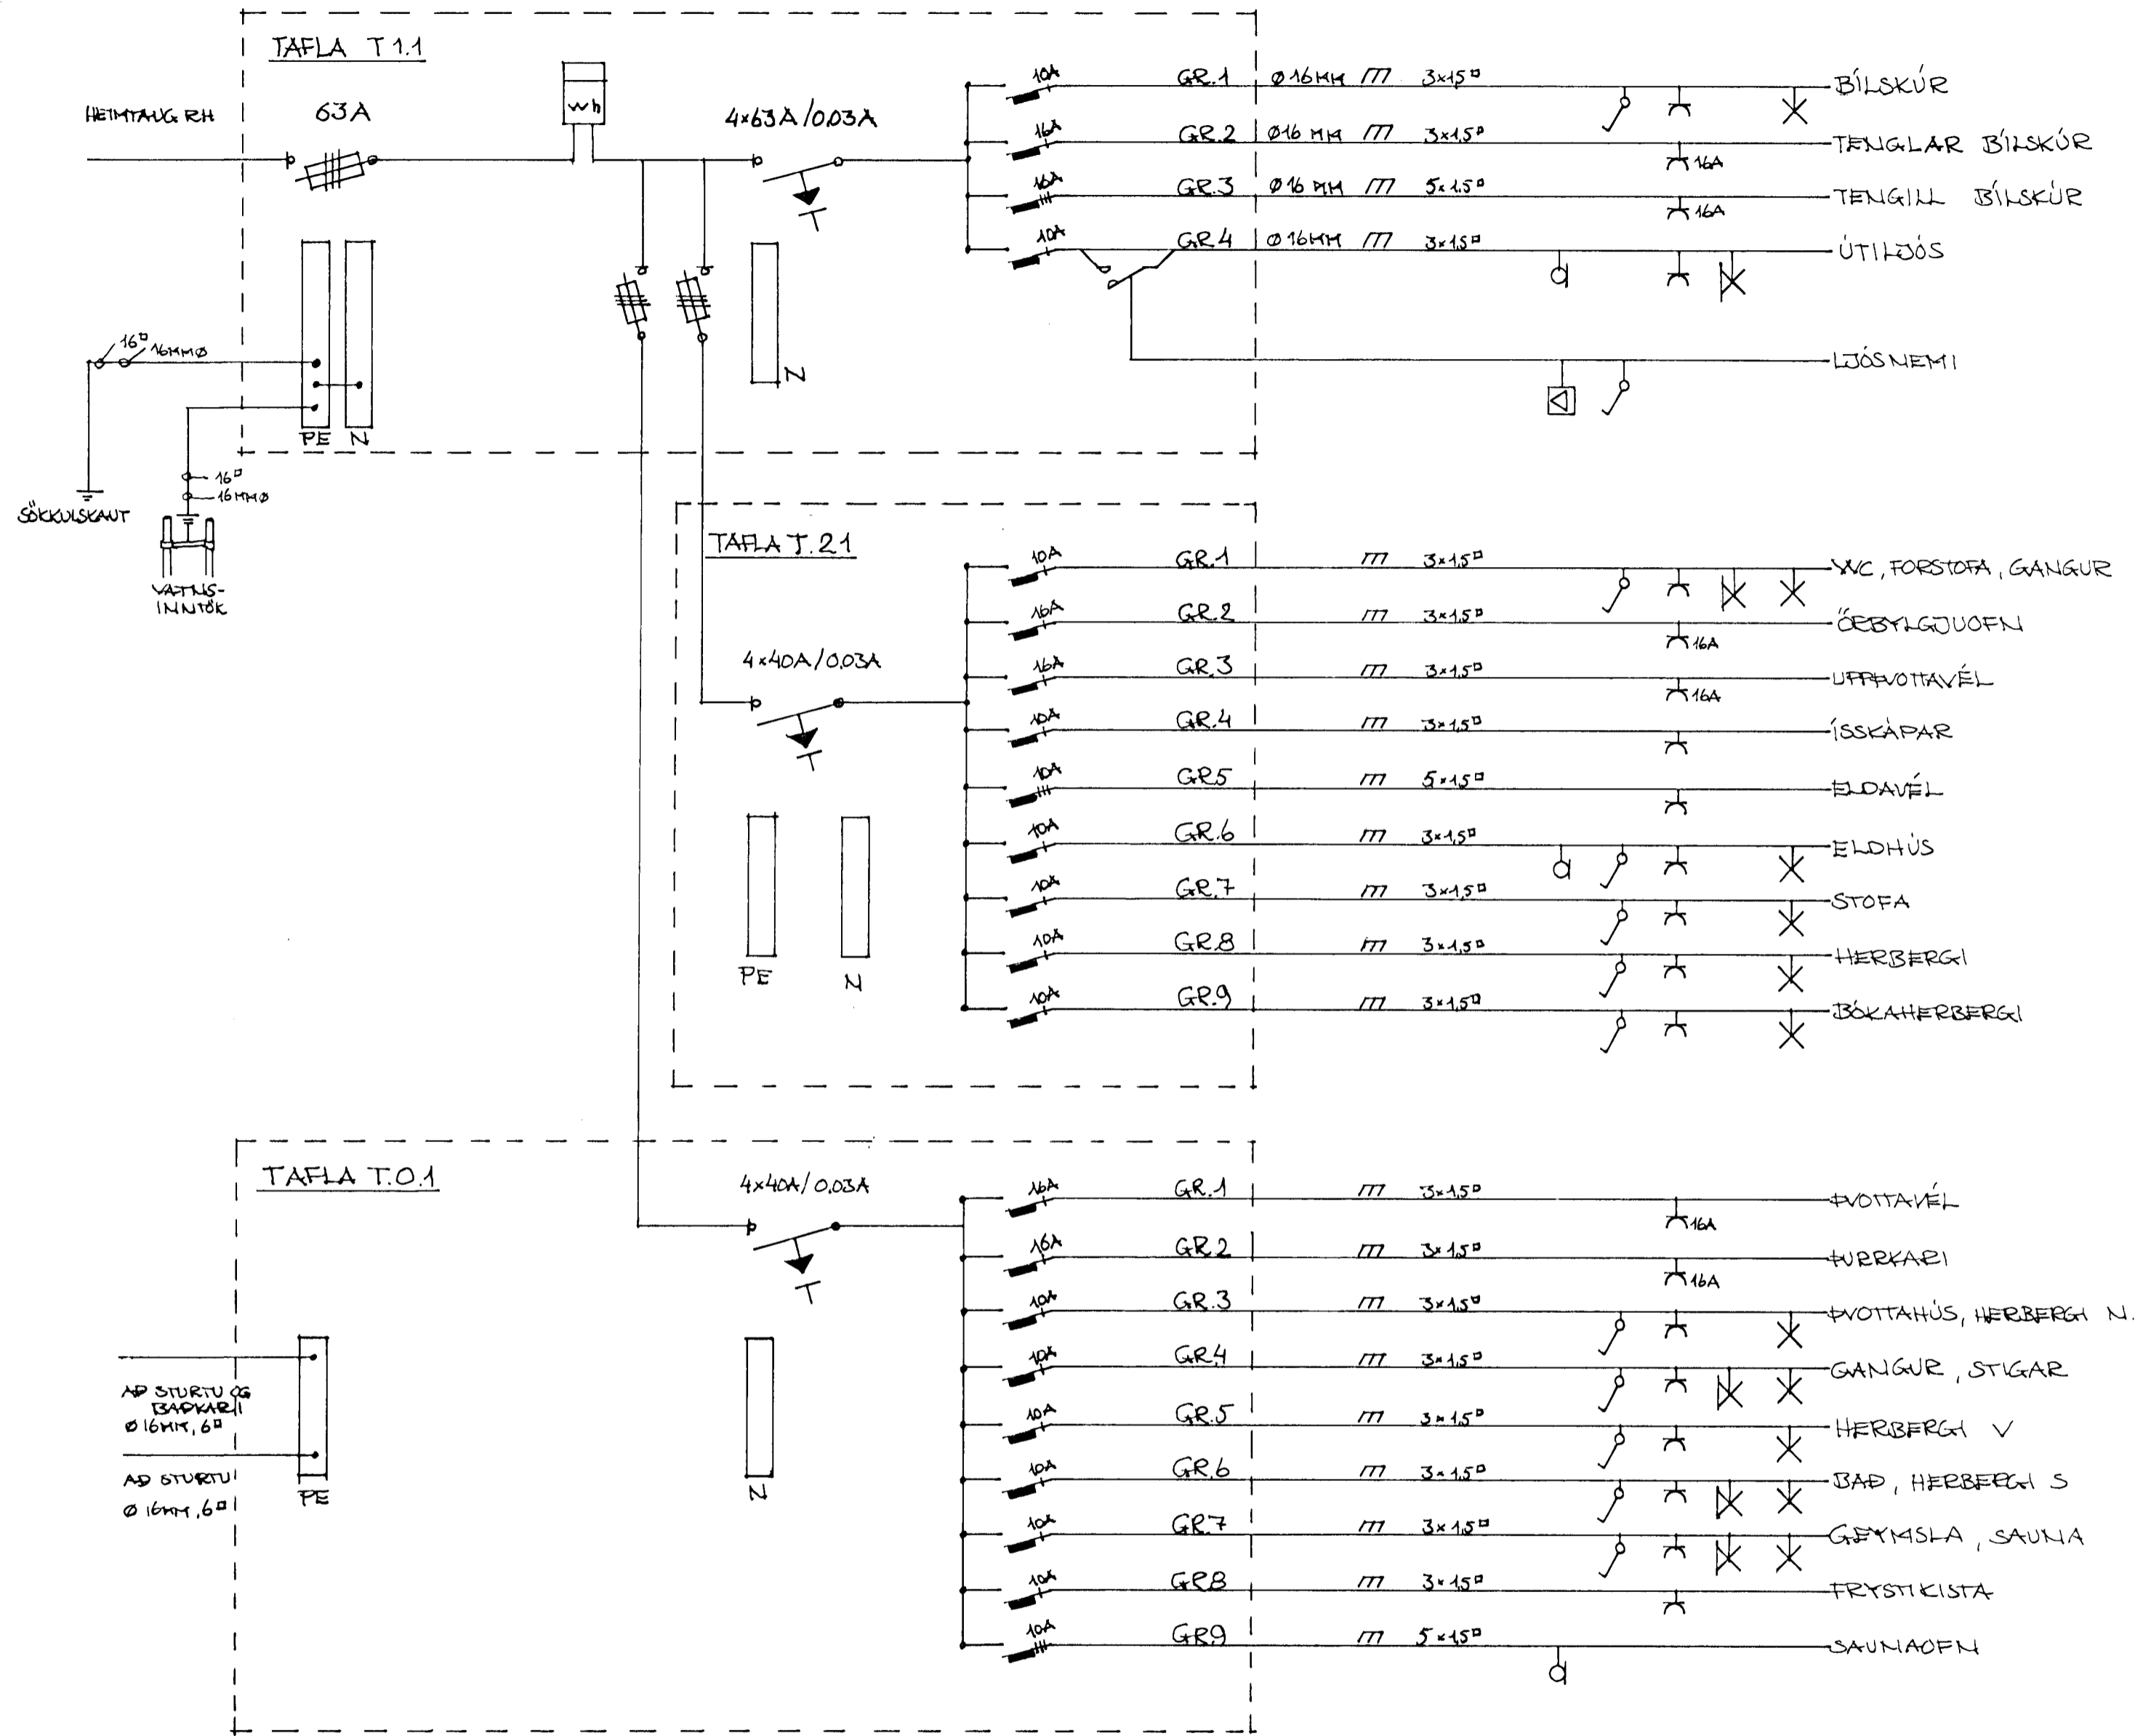 TAFLA T 1.1
HEIMTAUG RH
63A
Wh
4×63A/0,03A
10A GR.1 Ø16MM 3×1,5□ BÍLSKÚR
16A GR.2 Ø16 MM 3×1,5□ TENGLAR BÍLSKÚR
16A
16A GR.3 Ø16 MM 5×1,5□ TENGILL BÍLSKÚR
16A
10A GR.4 Ø16MM 3×1,5□ ÚTILJÓS
LJÓSNEMI
N
16□ 16MMØ
PE N
16□
16MMØ
SÖKKULSKAUT
VATNS-
INNTÖK
TAFLA T.2.1
4×40A/0,03A
10A GR.1 3×1,5□ WC, FORSTOFA, GANGUR
16A GR.2 3×1,5□ ÖRBYLGJUOFN
16A
16A GR.3 3×1,5□ UPPÞVOTTAVÉL
16A
10A GR.4 3×1,5□ ÍSSKÁPAR
10A GR5 5×1,5□ ELDAVÉL
10A GR.6 3×1,5□ ELDHÚS
10A GR.7 3×1,5□ STOFA
10A GR.8 3×1,5□ HERBERGI
10A GR.9 3×1,5□ BÓKAHERBERGI
PE N
TAFLA T.0.1
4×40A/0,03A
16A GR.1 3×1,5□ ÞVOTTAVÉL
16A
16A GR.2 3×1,5□ ÞURRKARI
16A
10A GR.3 3×1,5□ ÞVOTTAHÚS, HERBERGI N.
10A GR.4 3×1,5□ GANGUR, STIGAR
10A GR.5 3×1,5□ HERBERGI V
10A GR.6 3×1,5□ BAÐ, HERBERGI S
10A GR.7 3×1,5□ GEYMSLA, SAUNA
10A GR8 3×1,5□ FRYSTIKISTA
10A GR9 5×1,5□ SAUNAOFN
AÐ STURTU OG
BAÐKARI
Ø16MM, 6□
AÐ STURTU
Ø16MM, 6□
PE
N